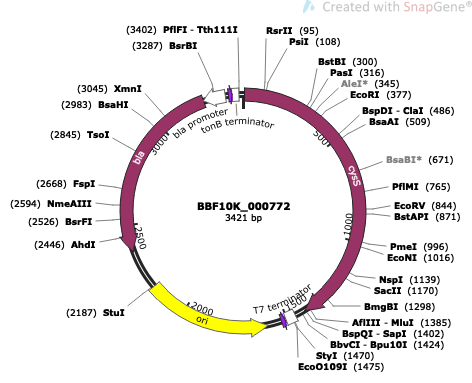 Created with SnapGene®
(3402) PflFI - Tth111I
(3287) BsrBI
RsrII (95)
PsiI (108)
BstBI (300)
PasI (316)
AleI* (345)
EcoRI (377)
BspDI - ClaI (486)
BsaAI (509)
BsaBI* (671)
PflMI (765)
EcoRV (844)
BstAPI (871)
PmeI (996)
EcoNI (1016)
NspI (1139)
SacII (1170)
BmgBI (1298)
AflIII - MluI (1385)
BspQI - SapI (1402)
BbvCI - Bpu10I (1424)
StyI (1470)
EcoO109I (1475)
(2187) StuI
(2446) AhdI
(2526) BsrFI
(2594) NmeAIII
(2668) FspI
(2845) TsoI
(2983) BsaHI
(3045) XmnI
bla promoter
tonB terminator
bla
cysS
T7 terminator
ori
500
1000
1500
2000
2500
3000
BBF10K_000772
3421 bp